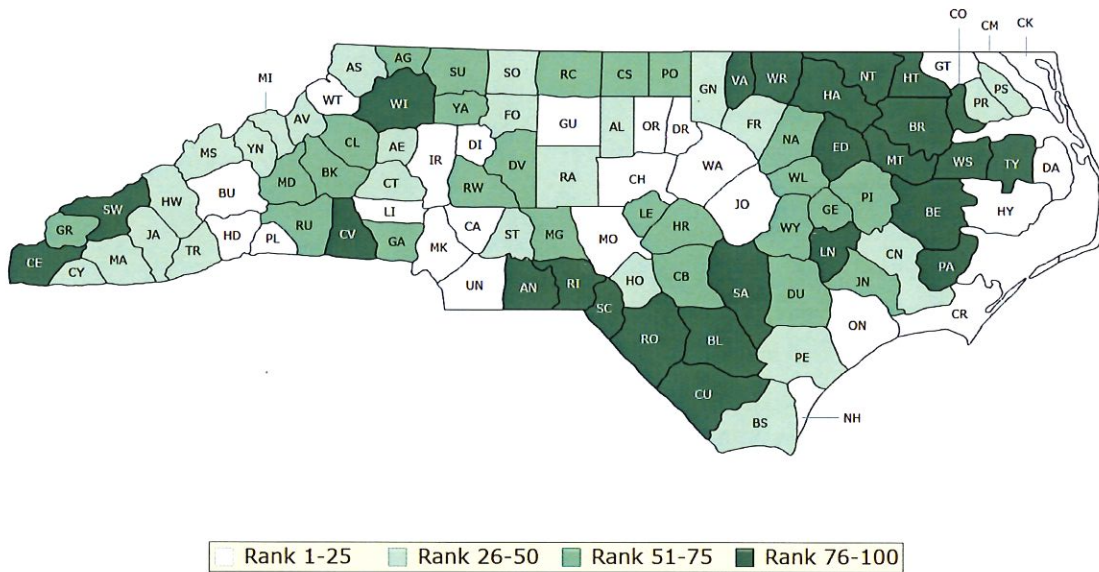 CO CM CK
MI
AS AG SU SO RC CS PO GN VA WR NT HT GT
WT WI HA PR PS
AV YA FO GU AL OR DR FR BR
MS YN CL AE IR DI DV NA ED MT WS TY DA
MD BK CT RW RA CH WA WL
SW HW BU LI JO GE PI BE HY
GR JA HD PL RU CV GA CA ST MG MO LE HR WY LN
CE MA TR MK CN PA
CY UN AN RI HO CB SA DU JN
SC RO BL ON CR
PE
CU BS NH
Rank 1-25 Rank 26-50 Rank 51-75 Rank 76-100